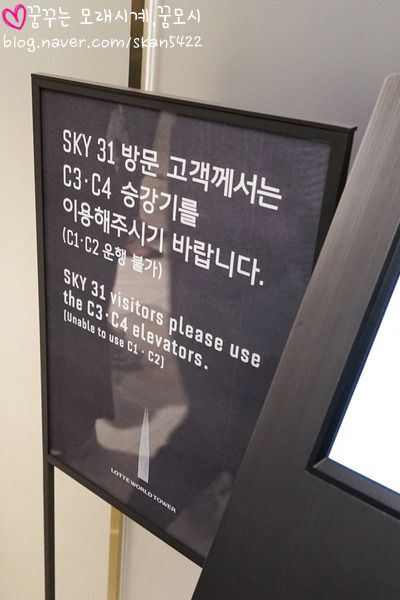 꿈꾸는 모래시계,꿈모시
blog.naver.com/skan5422
SKY 31 방문 고객께서는
C3·C4 승강기를
이용해주시기 바랍니다.
(C1·C2 운행 불가)
SKY 31 visitors please use
the C3·C4 elevators.
(Unable to use C1 · C2)
LOTTE WORLD TOWER